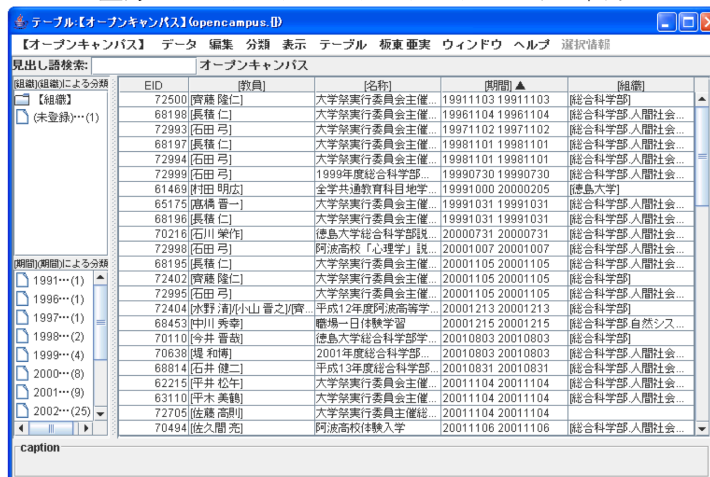 テーブル:【オープンキャンパス】(opencampus.[])
【オープンキャンパス】 データ 編集 分類 表示 テーブル 板東 亜実 ウィンドウ ヘルプ 選択情報
見出し語検索: オープンキャンパス
[組織](組織)による分類
【組織】
(未登録)…(1)
[期間](期間)による分類
1991…(1)
1996…(1)
1997…(1)
1998…(2)
1999…(4)
2000…(8)
2001…(9)
2002…(25)
EID [教員] [名称] [期間] ▲ [組織]
72500 [齊藤 隆仁] 大学祭実行委員会主催... 19911103 19911103 [総合科学部]
68198 [長積 仁] 大学祭実行委員会主催... 19961104 19961104 [総合科学部.人間社会...
72993 [石田 弓] 大学祭実行委員会主催... 19971102 19971102 [総合科学部.人間社会...
68197 [長積 仁] 大学祭実行委員会主催... 19981101 19981101 [総合科学部.人間社会...
72994 [石田 弓] 大学祭実行委員会主催... 19981101 19981101 [総合科学部.人間社会...
72999 [石田 弓] 1999年度総合科学部... 19990730 19990730 [総合科学部.人間社会...
61469 [村田 明広] 全学共通教育科目地学... 19991000 20000205 [徳島大学]
65175 [髙橋 晋一] 大学祭実行委員会主催... 19991031 19991031 [総合科学部.人間社会...
68196 [長積 仁] 大学祭実行委員会主催... 19991031 19991031 [総合科学部.人間社会...
70216 [石川 榮作] 徳島大学総合科学部説... 20000731 20000731 [総合科学部.人間社会...
72998 [石田 弓] 阿波高校「心理学」説... 20001007 20001007 [総合科学部.人間社会...
68195 [長積 仁] 大学祭実行委員会主催... 20001105 20001105 [総合科学部.人間社会...
72402 [齊藤 隆仁] 大学祭実行委員会主催... 20001105 20001105 [総合科学部]
72995 [石田 弓] 大学祭実行委員会主催... 20001105 20001105 [総合科学部.人間社会...
72404 [水野 清]/[小山 晋之]/[齊... 平成12年度阿波高等学... 20001213 20001213 [総合科学部]
68453 [中川 秀幸] 職場一日体験学習 20001215 20001215 [総合科学部.自然シス...
70110 [今井 晋哉] 徳島大学総合科学部学... 20010803 20010803 [総合科学部]
70638 [堤 和博] 2001年度総合科学部... 20010803 20010803 [総合科学部.人間社会...
68814 [石井 健二] 平成13年度総合科学部... 20010831 20010831 [総合科学部.人間社会...
62215 [平井 松午] 大学祭実行委員会主催... 20011104 20011104 [総合科学部.人間社会...
63110 [平木 美鶴] 大学祭実行委員会主催... 20011104 20011104 [総合科学部.人間社会...
72705 [佐藤 高則] 大学祭実行委員主催総... 20011104 20011104
70494 [佐久間 亮] 阿波高校体験入学 20011106 20011106 [総合科学部.人間社会...
caption